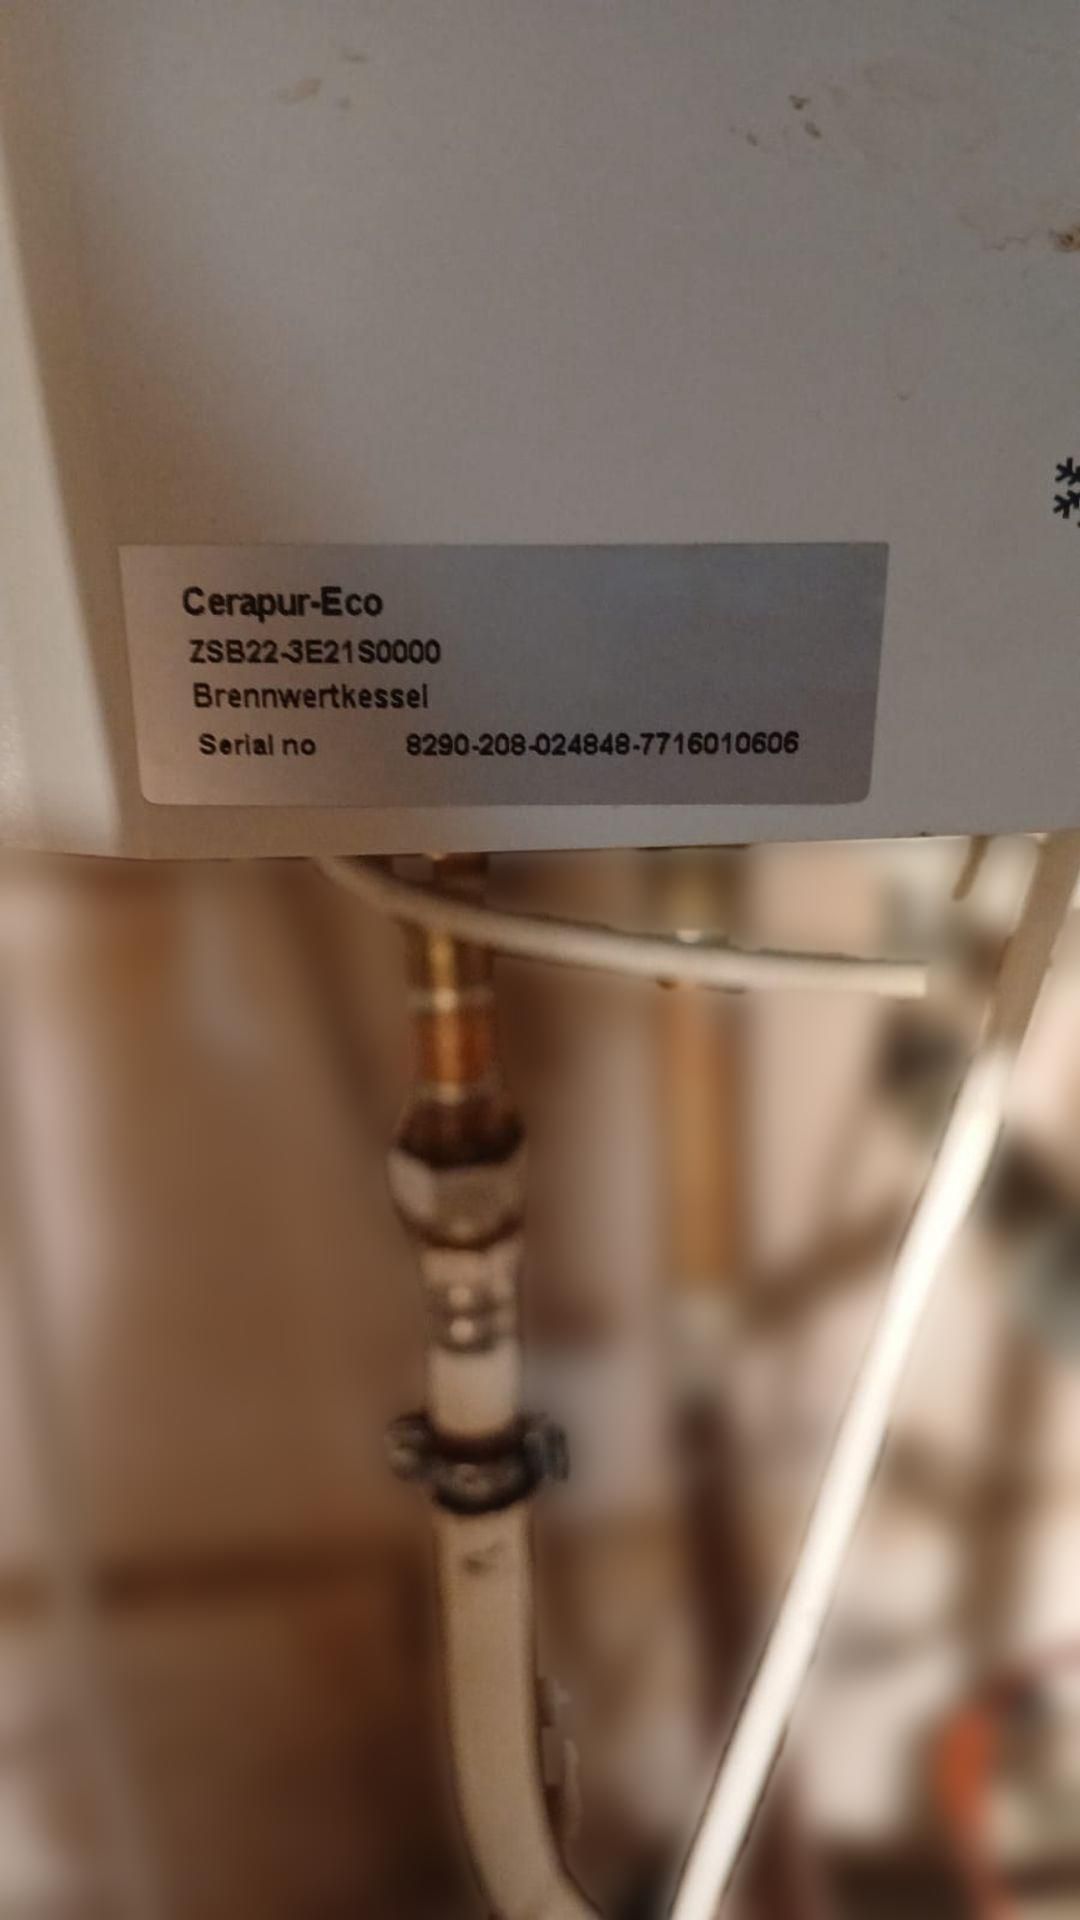 Cerapur-Eco
ZSB22-3E21S0000
Brennwertkessel
Serial no 8290-208-024848-7716010606